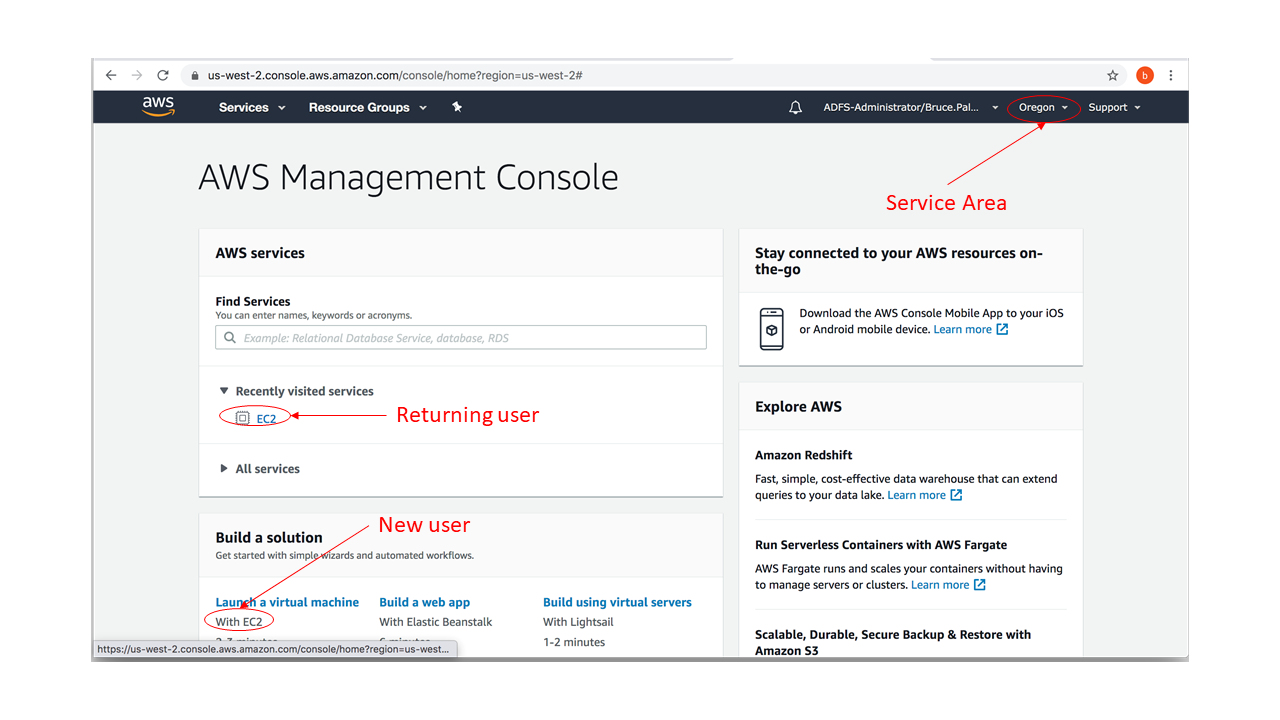 us-west-2.console.aws.amazon.com/console/home?region=us-west-2#
b
aws
Services
Resource Groups
ADFS-Administrator/Bruce.Pal...
Oregon
Support
AWS Management Console
Service Area
AWS services
Find Services
You can enter names, keywords or acronyms.
Example: Relational Database Service, database, RDS
Recently visited services
EC2
Returning user
All services
New user
Build a solution
Get started with simple wizards and automated workflows.
Launch a virtual machine
With EC2
2-3 minutes
Build a web app
With Elastic Beanstalk
6 minutes
Build using virtual servers
With Lightsail
1-2 minutes
Stay connected to your AWS resources on-
the-go
Download the AWS Console Mobile App to your iOS
or Android mobile device. Learn more
Explore AWS
Amazon Redshift
Fast, simple, cost-effective data warehouse that can extend
queries to your data lake. Learn more
Run Serverless Containers with AWS Fargate
AWS Fargate runs and scales your containers without having
to manage servers or clusters. Learn more
Scalable, Durable, Secure Backup & Restore with
Amazon S3
https://us-west-2.console.aws.amazon.com/console/home?region=us-west...